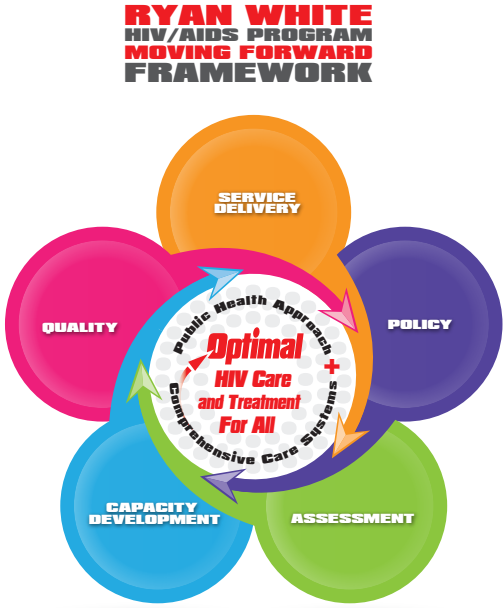 RYAN WHITE
HIV/AIDS PROGRAM
MOVING FORWARD
FRAMEWORK
SERVICE
DELIVERY
QUALITY
POLICY
Public Health Approach
Optimal
HIV Care
and Treatment
For All
+
Comprehensive Care Systems
CAPACITY
DEVELOPMENT
ASSESSMENT